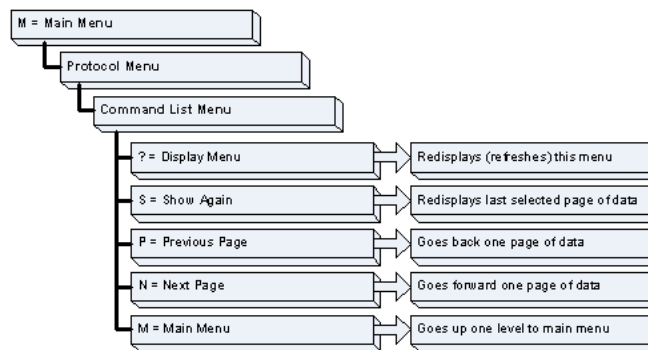 M = Main Menu
Protocol Menu
Command List Menu
? = Display Menu
Redisplays (refreshes) this menu
S = Show Again
Redisplays last selected page of data
P = Previous Page
Goes back one page of data
N = Next Page
Goes forward one page of data
M = Main Menu
Goes up one level to main menu